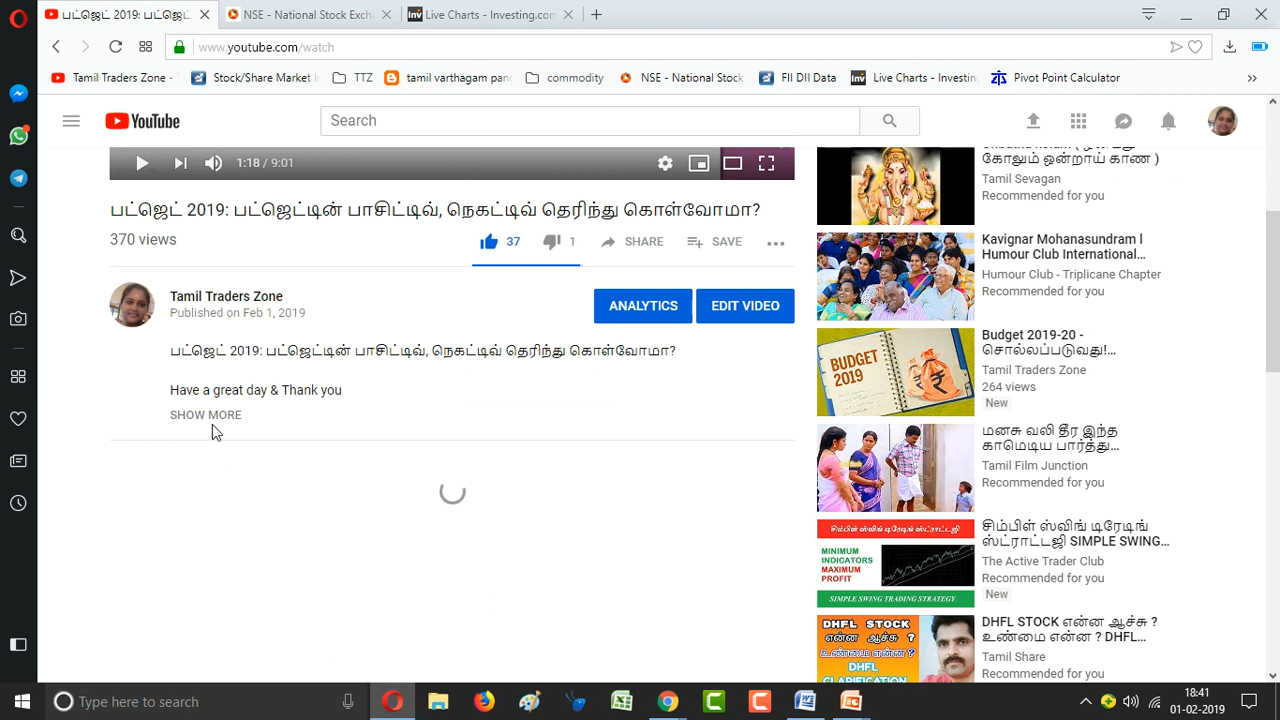 பட்ஜெட் 2019: பட்ஜெட்
NSE - National Stock Exch
Live Charts - Investing.com
www.youtube.com/watch
Tamil Traders Zone -
Stock/Share Market I
TTZ
tamil varthagam pan
commodity
NSE - National Stock
FII DII Data
Live Charts - Investin
Pivot Point Calculator
YouTube
Search
1:18 / 9:01
பட்ஜெட் 2019: பட்ஜெட்டின் பாசிட்டிவ், நெகட்டிவ் தெரிந்து கொள்வோமா?
370 views
37
1
SHARE
SAVE
Tamil Traders Zone
Published on Feb 1, 2019
ANALYTICS
EDIT VIDEO
பட்ஜெட் 2019: பட்ஜெட்டின் பாசிட்டிவ், நெகட்டிவ் தெரிந்து கொள்வோமா?
Have a great day & Thank you
SHOW MORE
கோலும் ஒன்றாய் காண )
Tamil Sevagan
Recommended for you
Kavignar Mohanasundram l
Humour Club International...
Humour Club - Triplicane Chapter
Recommended for you
BUDGET
2019
Budget 2019-20 -
சொல்லப்படுவது!...
Tamil Traders Zone
264 views
New
மனசு வலி தீர இந்த
காமெடிய பார்த்து...
Tamil Film Junction
Recommended for you
சிம்பிள் ஸ்விங் டிரேடிங் ஸ்ட்ராட்டஜி
MINIMUM
INDICATORS
MAXIMUM
PROFIT
SIMPLE SWING TRADING STRATEGY
சிம்பிள் ஸ்விங் டிரேடிங்
ஸ்ட்ராட்டஜி SIMPLE SWING...
The Active Trader Club
Recommended for you
New
DHFL STOCK
என்ன ஆச்சு ?
உண்மை என்ன ?
DHFL
CLARIFICATION
DHFL STOCK என்ன ஆச்சு ?
உண்மை என்ன ? DHFL...
Tamil Share
Recommended for you
Type here to search
18:41
01-02-2019